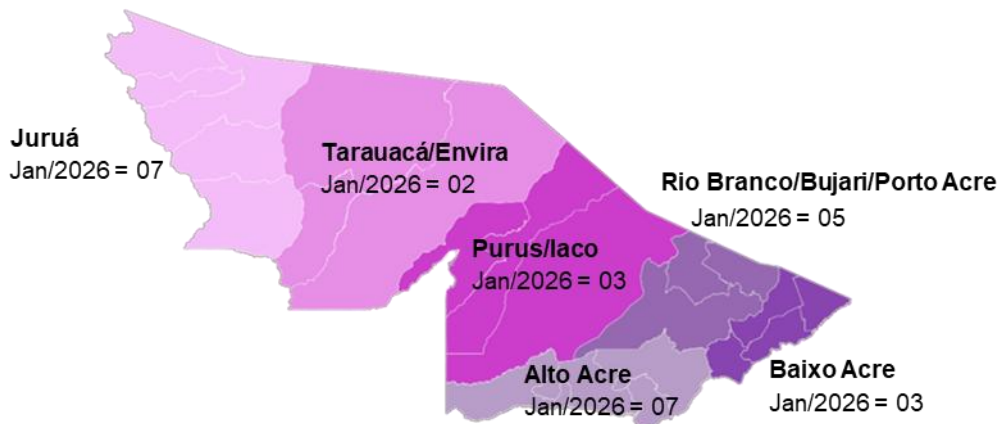 Juruá
Jan/2026 = 07
Tarauacá/Envira
Jan/2026 = 02
Rio Branco/Bujari/Porto Acre
Jan/2026 = 05
Purus/Iaco
Jan/2026 = 03
Alto Acre
Jan/2026 = 07
Baixo Acre
Jan/2026 = 03